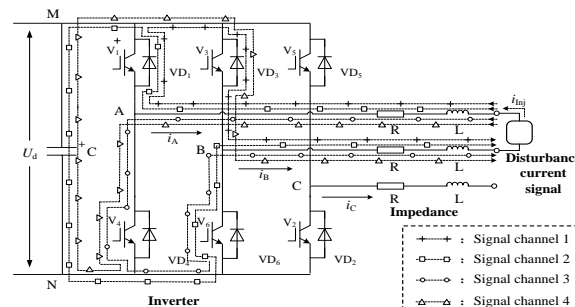 M
V1
VD1
V3
VD3
V5
VD5
A
iA
R
L
iInj
Ud
+
C
B
iB
R
L
Disturbanc
current
signal
C
iC
R
L
Impedance
V4
VD
V6
VD6
V2
VD2
N
Inverter
: Signal channel 1
: Signal channel 2
: Signal channel 3
: Signal channel 4